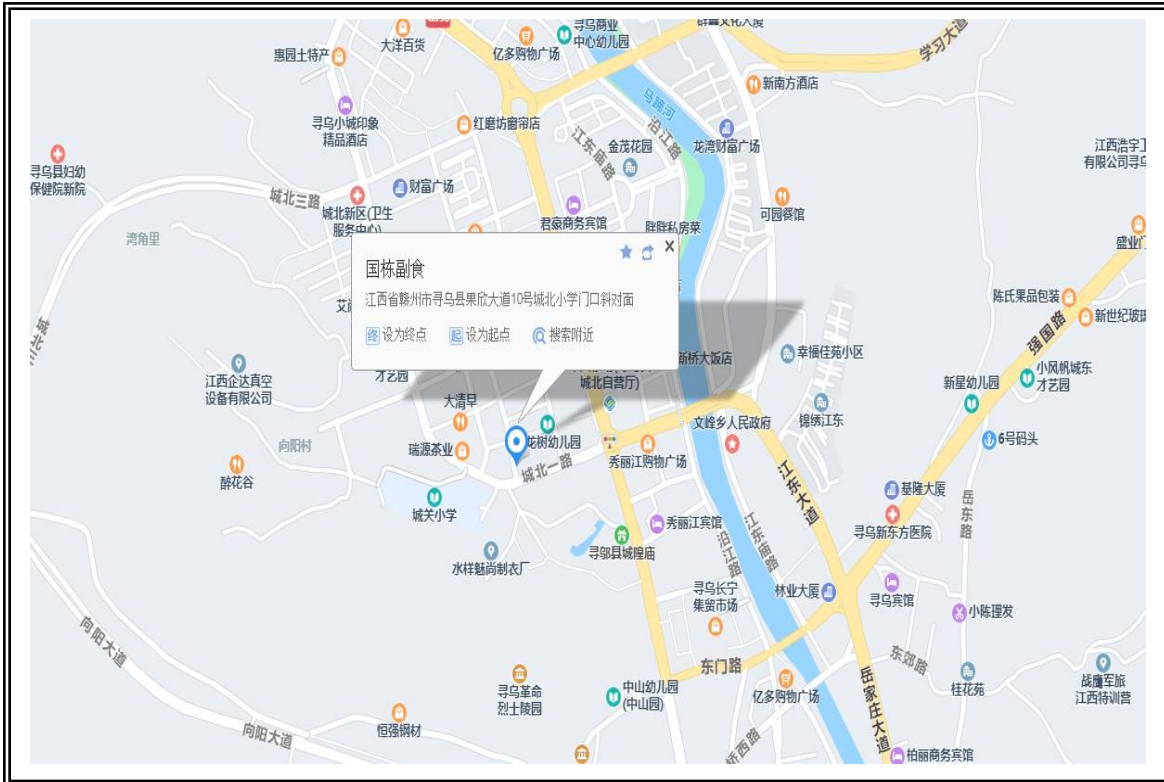 寻乌商业
中心幼儿园
大洋百货
惠园土特产
亿多购物广场
学习大道
新南方酒店
马蹄河
沿江路
寻乌小城印象
精品酒店
红磨坊窗帘店
江东庙路
金茂花园
龙湾财富广场
寻乌县妇幼
保健院新院
城北三路
财富广场
城北新区(卫生
服务中心)
君豪商务宾馆
胖胖私房菜
可园餐馆
湾角里
国栋副食
江西省赣州市寻乌县果欣大道10号城北小学门口斜对面
终 设为终点
起 设为起点
搜索附近
陈氏果品包装
新世纪玻璃
强国路
新桥大饭店
幸福佳苑小区
江西企达真空
设备有限公司
才艺园
城北自营厅)
新星幼儿园
小风帆城东
才艺园
大清早
龙树幼儿园
文峰乡人民政府
锦绣江东
6号码头
向阳村
瑞源茶业
城北一路
秀丽江购物广场
醉花谷
城关小学
江东大道
基隆大厦
岳东路
寻乌新东方医院
秀丽江宾馆
寻邬县城隍庙
沿江路
江东庙路
水样魅尚制衣厂
寻乌长宁
集贸市场
林业大厦
寻乌宾馆
小陈理发
向阳大道
东门路
东郊路
寻乌革命
烈士陵园
中山幼儿园
(中山园)
亿多购物广场
岳家庄大道
桂花苑
战鹰军旅
江西特训营
恒强钢材
向阳大道
桥西路
柏丽商务宾馆